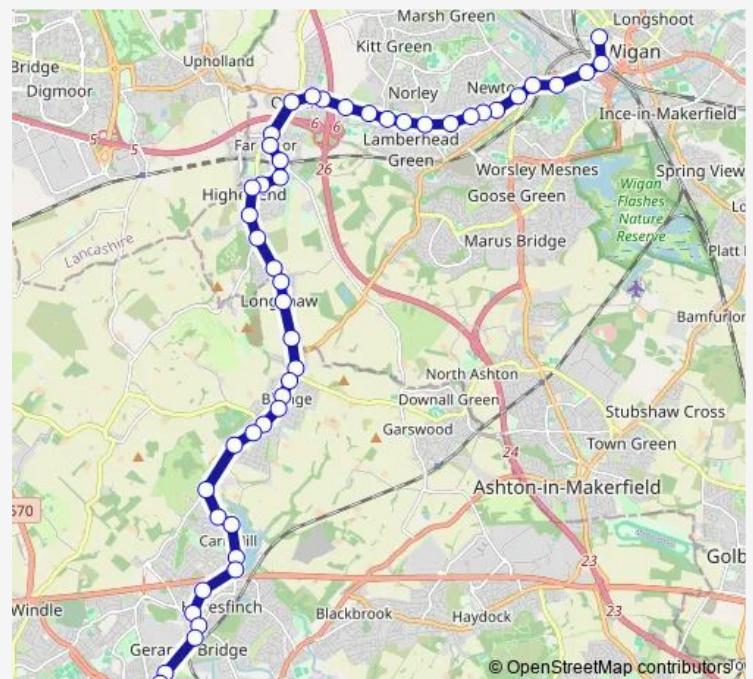 Marsh Green
Longshoot
Kitt Green
Wigan
Upholland
Bridge
Digmoor
Norley
Ince-in-Makerfield
5
5
6
6
Lamberhead
Green
26
Worsley Mesnes
Spring View
Goose Green
Wigan
Flashes
Nature
Reserve
Marus Bridge
Lancashire
Platt
Bamfurlor
North Ashton
Downall Green
Stubshaw Cross
Garswood
Town Green
24
Ashton-in-Makerfield
570
23
Golb
23
Windle
Blackbrook
Haydock
Bridge
© OpenStreetMap contributors